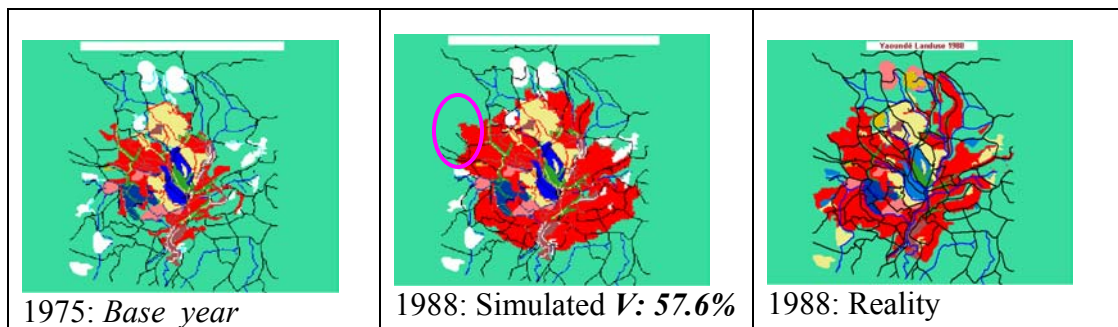 Yaoundé Landuse 1988
1975: Base year
1988: Simulated V: 57.6%
1988: Reality